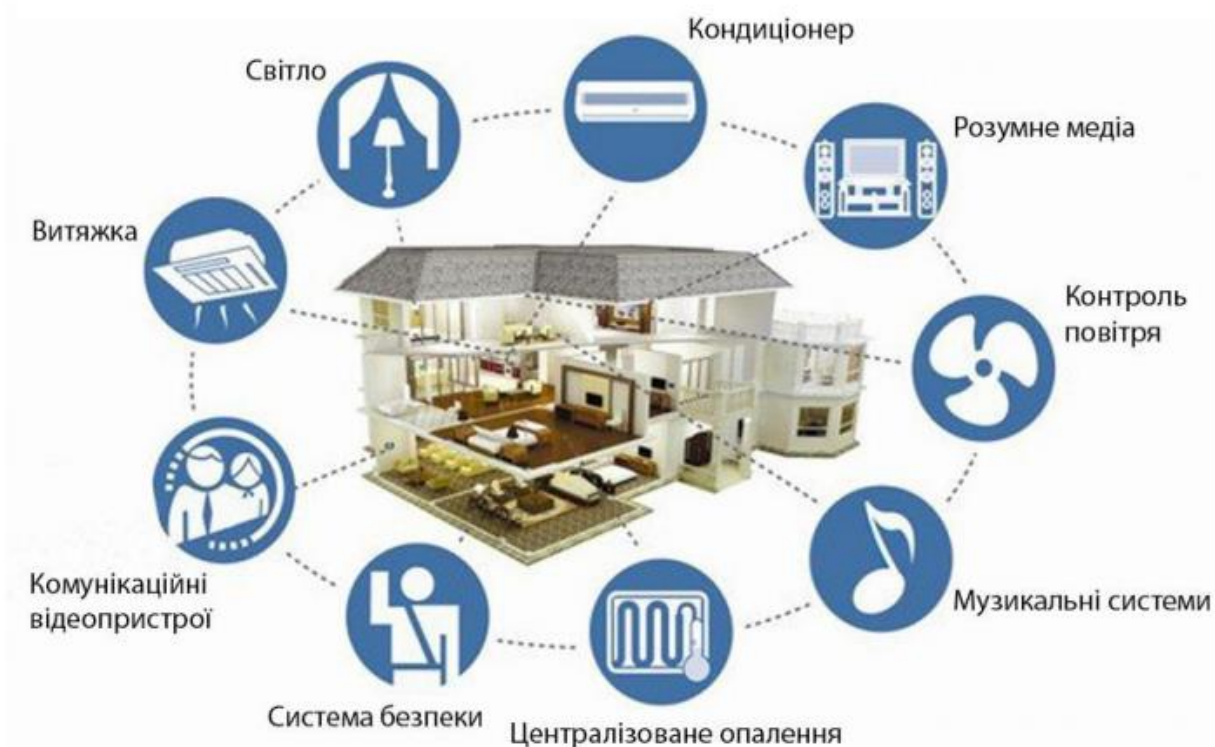 Кондиціонер
Світло
Розумне медіа
Витяжка
Контроль
повітря
Комунікаційні
відеопристрої
Музикальні системи
Система безпеки
Централізоване опалення